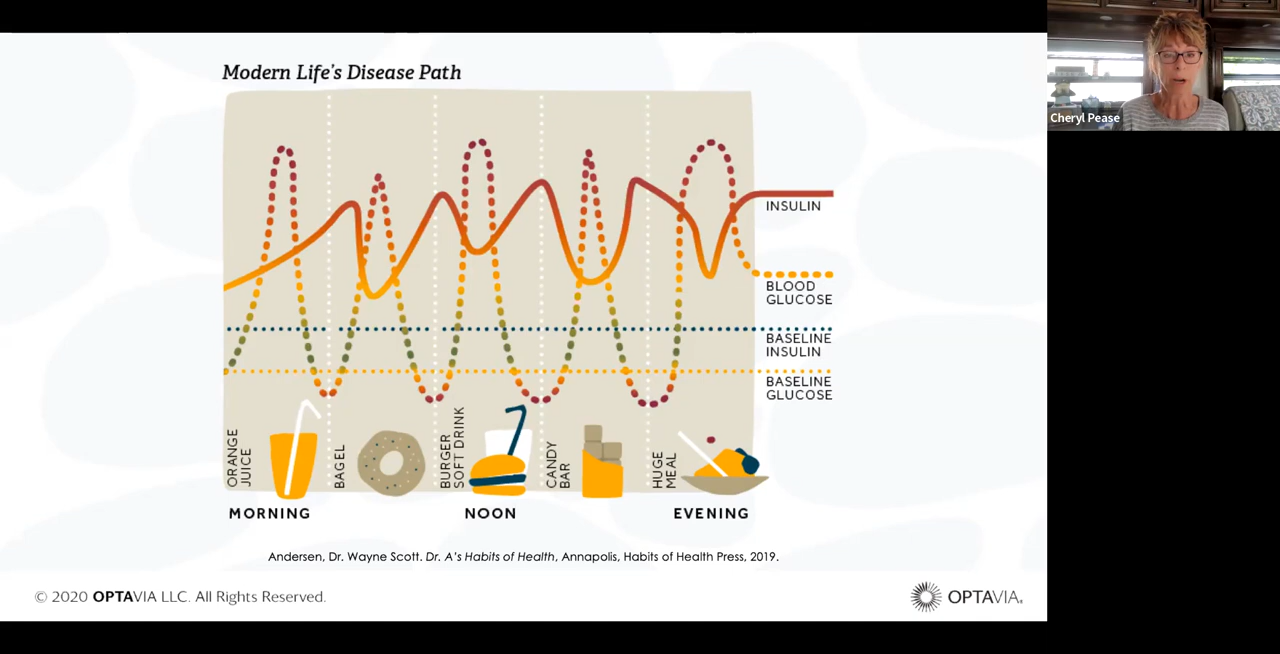 Modern Life's Disease Path
Cheryl Pease
INSULIN
BLOOD
GLUCOSE
BASELINE
INSULIN
BASELINE
GLUCOSE
ORANGE
JUICE
BAGEL
BURGER
SOFT DRINK
CANDY
BAR
HUGE
MEAL
MORNING
NOON
EVENING
Andersen, Dr. Wayne Scott. Dr. A's Habits of Health, Annapolis, Habits of Health Press, 2019.
© 2020 OPTAVIA LLC. All Rights Reserved.
OPTAVIA®